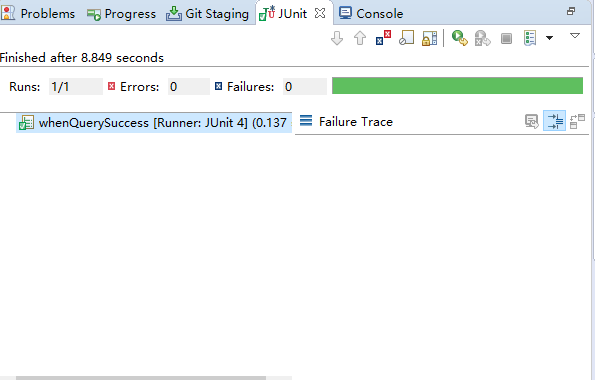 Problems Progress Git Staging JUnit Console
Finished after 8.849 seconds
Runs: 1/1 Errors: 0 Failures: 0
whenQuerySuccess [Runner: JUnit 4] (0.137 Failure Trace